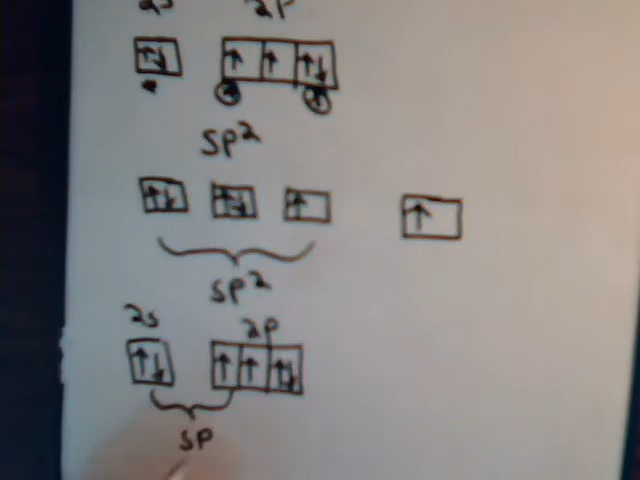 2s 2p
↑↓ ↑ ↑ ↑↓
sp²
↑↓ ↑↓ ↑ ↑
sp²
2s 2p
↑↓ ↑ ↑ ↑↓
sp